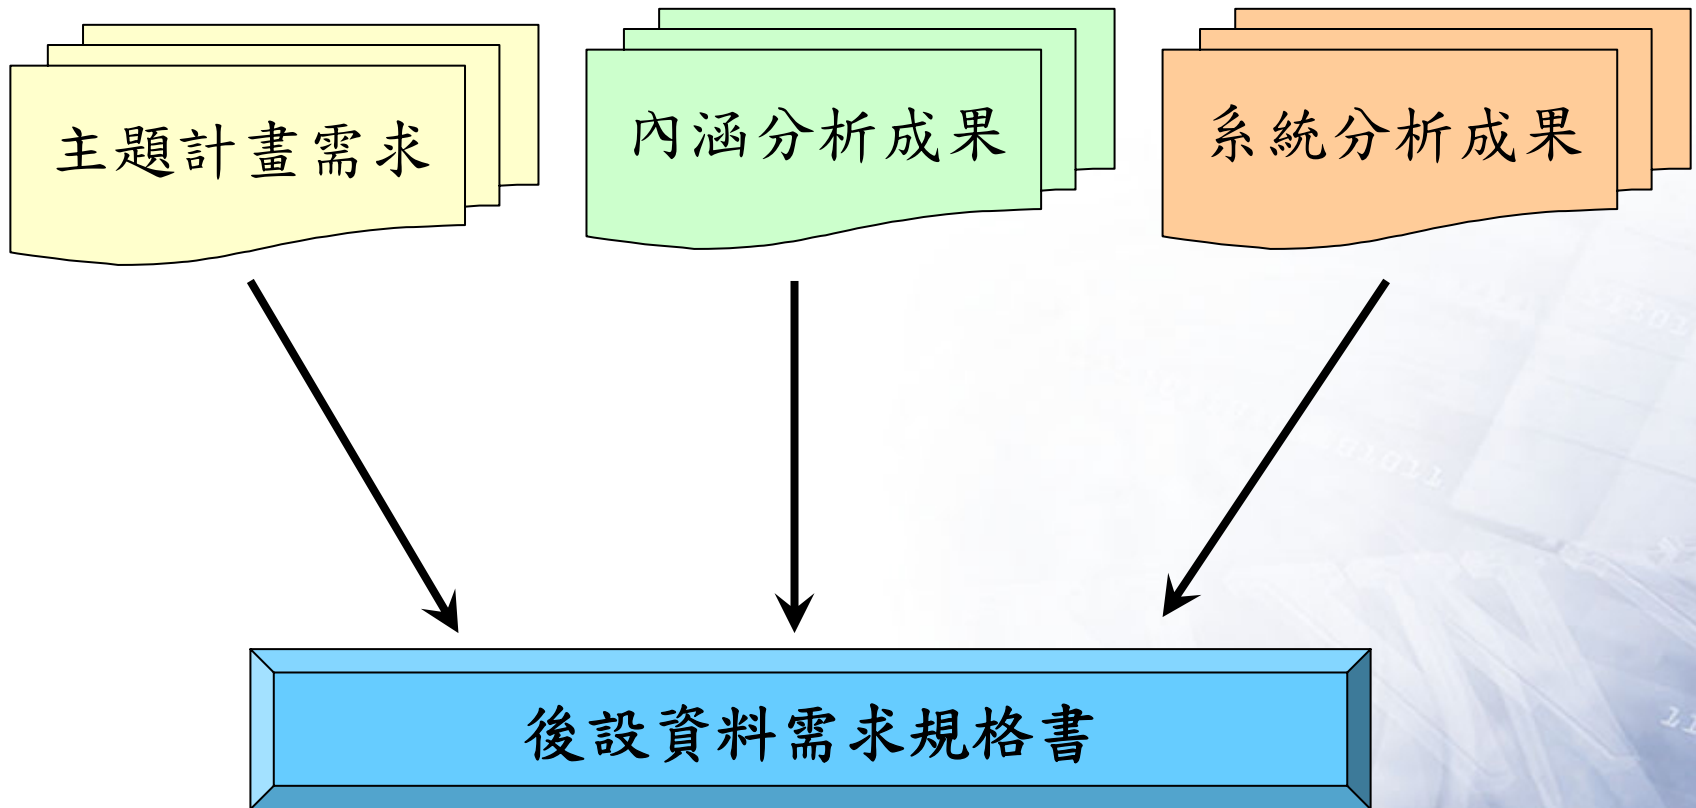 主題計畫需求
內涵分析成果
系統分析成果
後設資料需求規格書